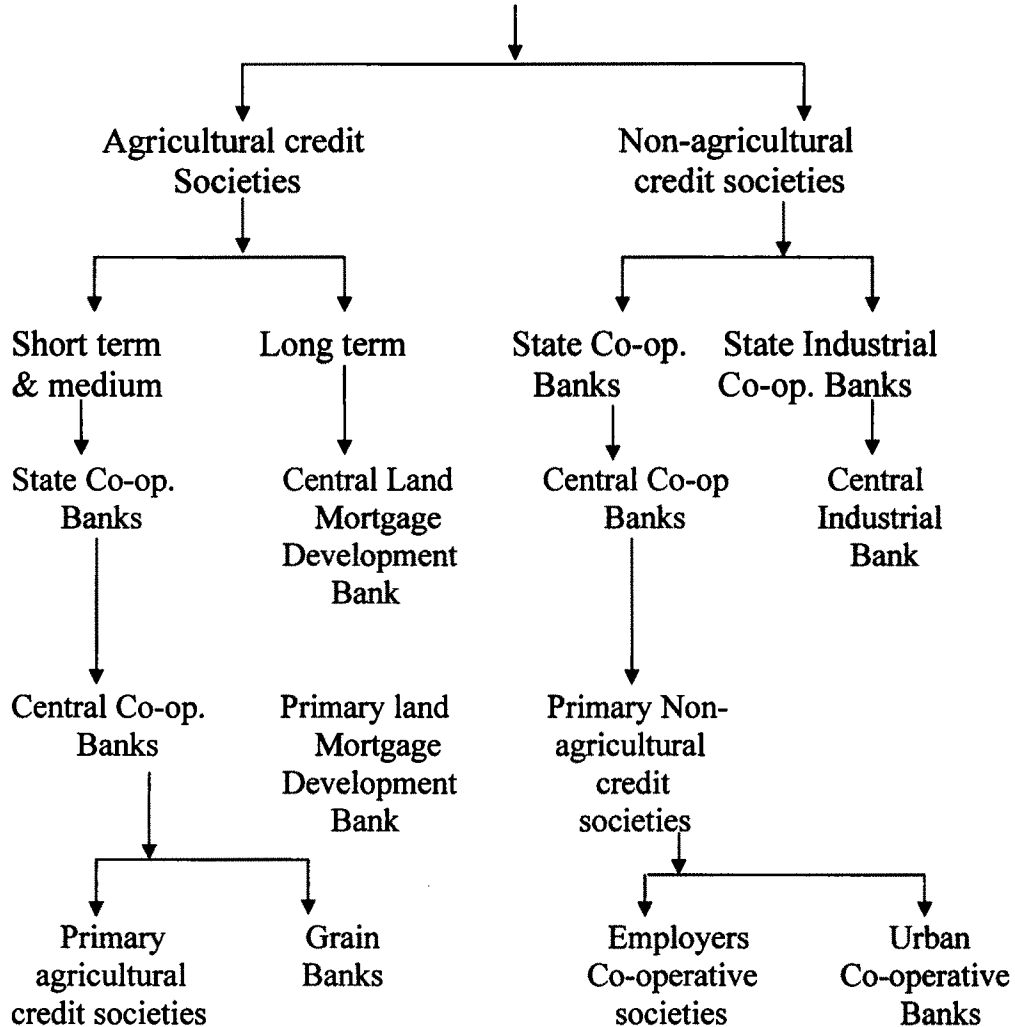 Agricultural credit
Societies
Non-agricultural
credit societies
Short term
& medium
Long term
State Co-op.
Banks
State Industrial
Co-op. Banks
State Co-op.
Banks
Central Land
Mortgage
Development
Bank
Central Co-op
Banks
Central
Industrial
Bank
Central Co-op.
Banks
Primary land
Mortgage
Development
Bank
Primary Non-
agricultural
credit
societies
Primary
agricultural
credit societies
Grain
Banks
Employers
Co-operative
societies
Urban
Co-operative
Banks